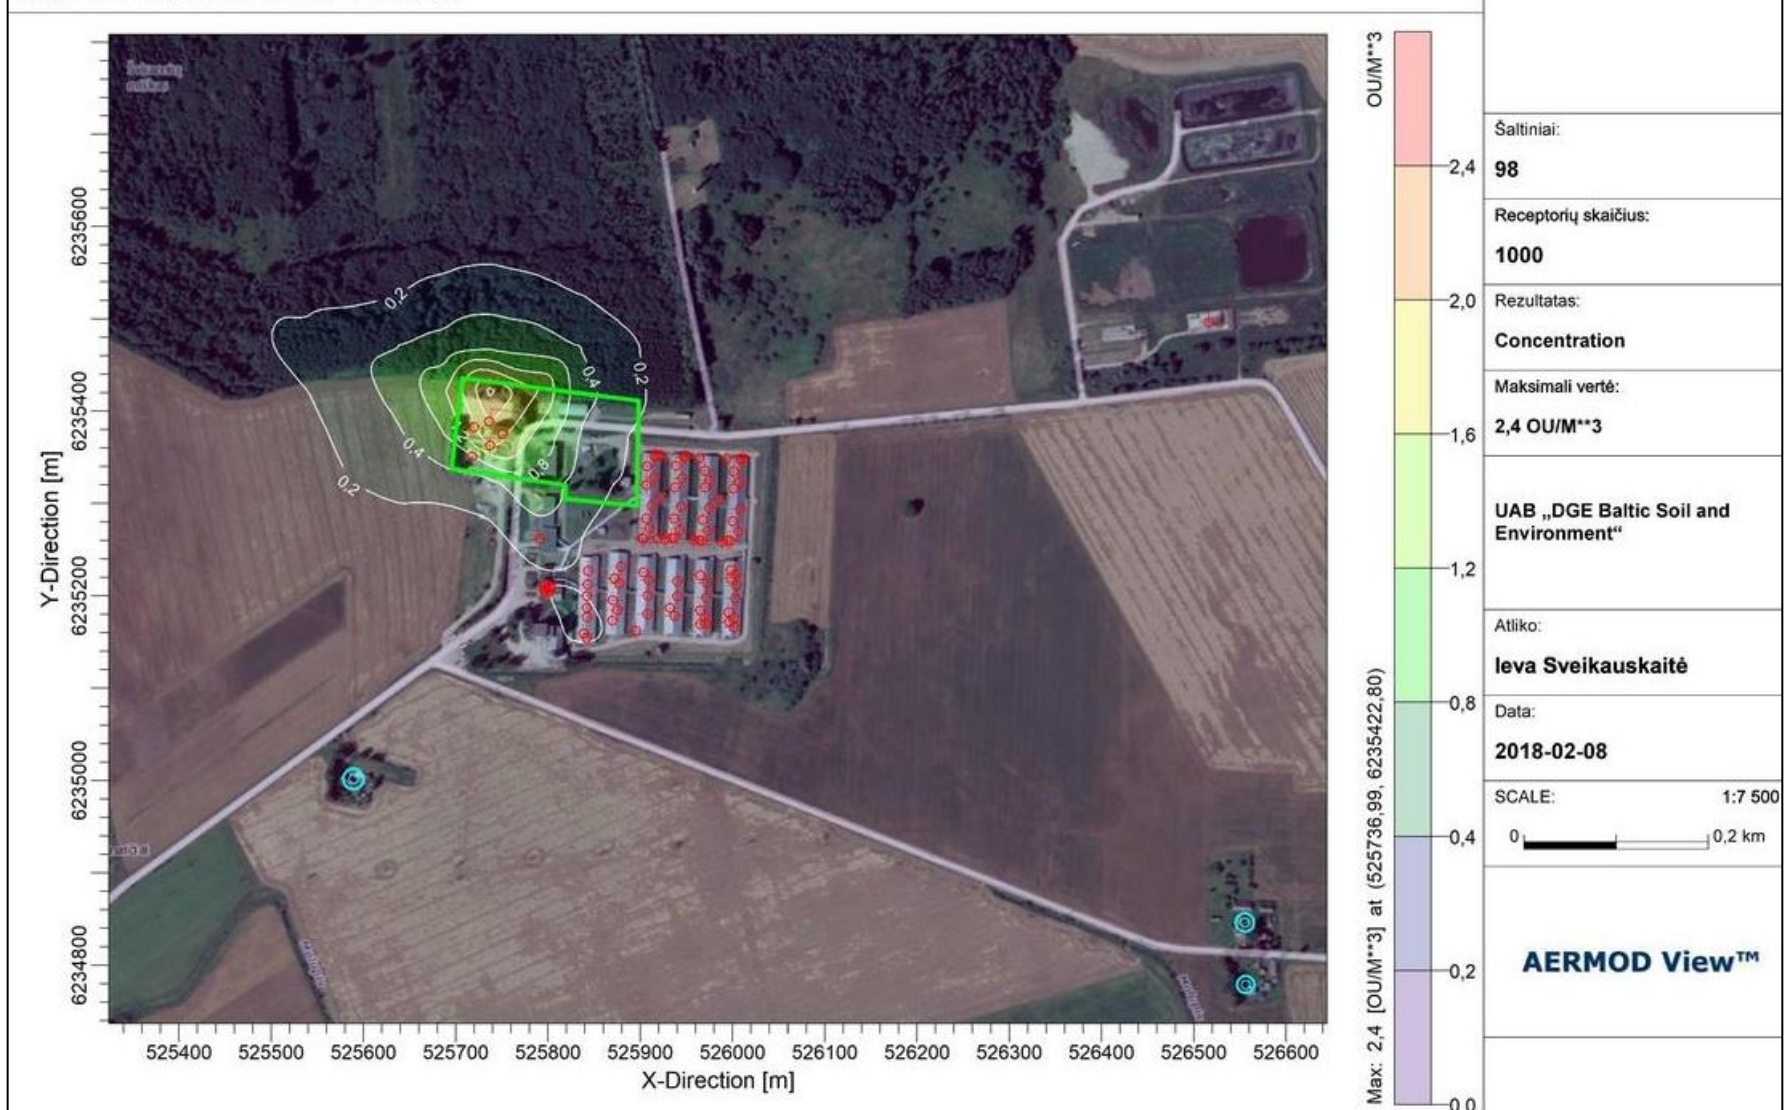 6235600
6235400
6235200
6235000
6234800
Y-Direction [m]
0,2
0,4
0,2
0,4
0,8
0,2
525400
525500
525600
525700
525800
525900
526000
526100
526200
526300
526400
526500
526600
X-Direction [m]
OU/M**3
2,4
2,0
1,6
1,2
0,8
0,4
0,2
0,0
Max: 2,4 [OU/M**3] at (525736,99, 6235422,80)
Šaltiniai:
98
Receptorių skaičius:
1000
Rezultatas:
Concentration
Maksimali vertė:
2,4 OU/M**3
UAB „DGE Baltic Soil and
Environment“
Atliko:
Ieva Sveikauskaitė
Data:
2018-02-08
SCALE: 1:7 500
0 0,2 km
AERMOD View™